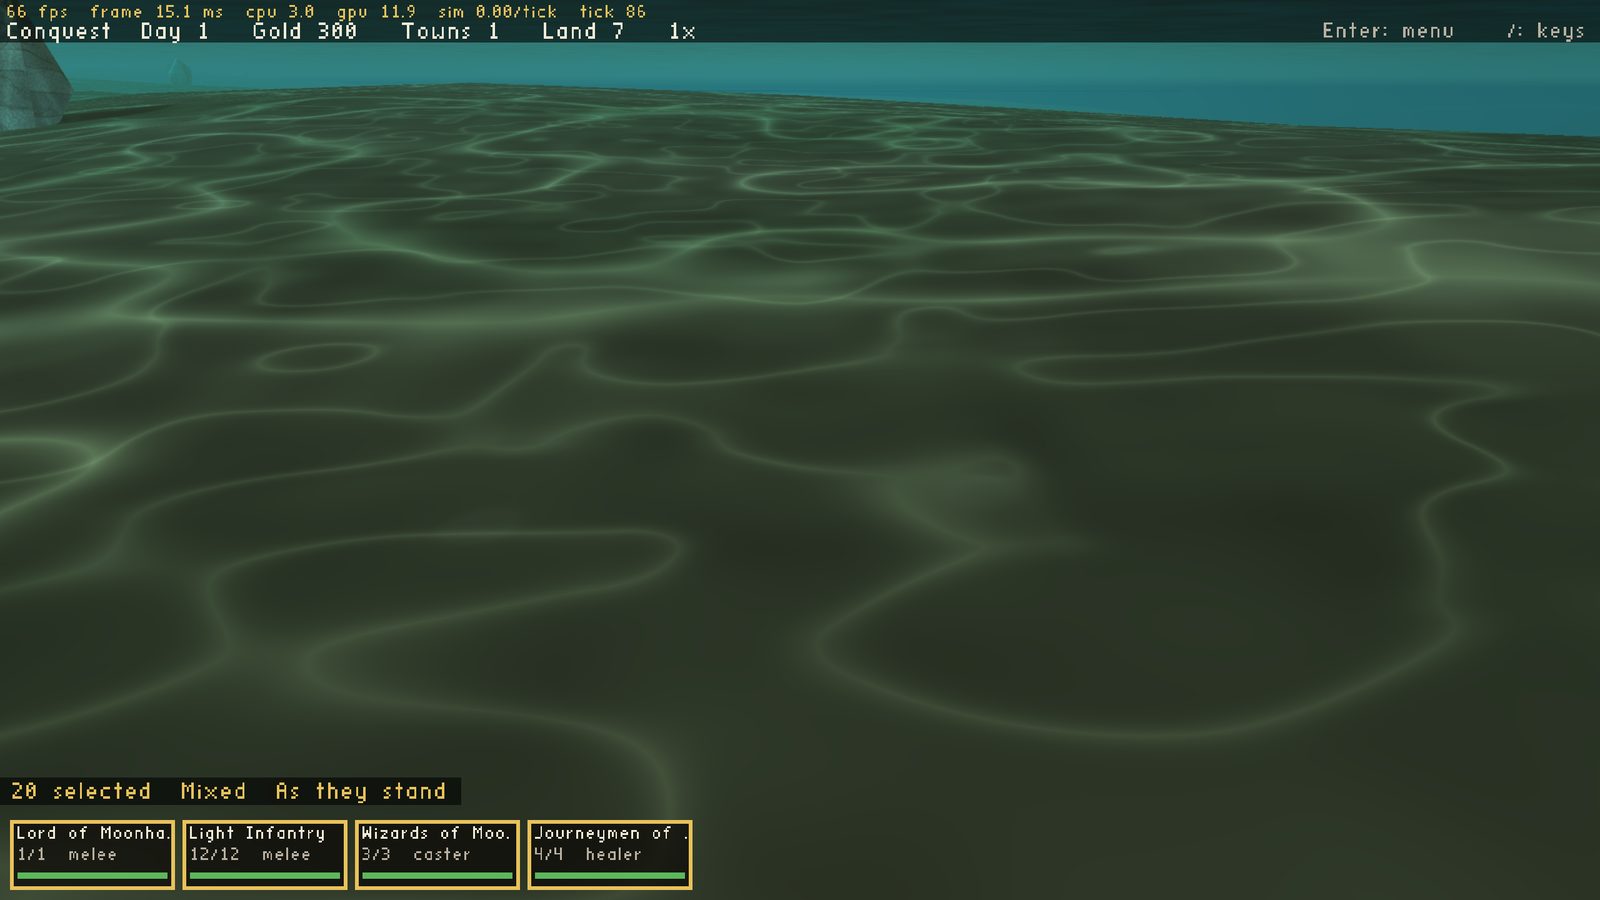 66 fps  frame 15.1 ms  cpu 3.0  gpu 11.9  sim 0.00/tick  tick 86
Conquest  Day 1  Gold 300  Towns 1  Land 7  1x  Enter: menu  /: keys
20 selected  Mixed  As they stand
Lord of Moonha.
1/1  melee
Light Infantry
12/12  melee
Wizards of Moo.
3/3  caster
Journeymen of .
4/4  healer